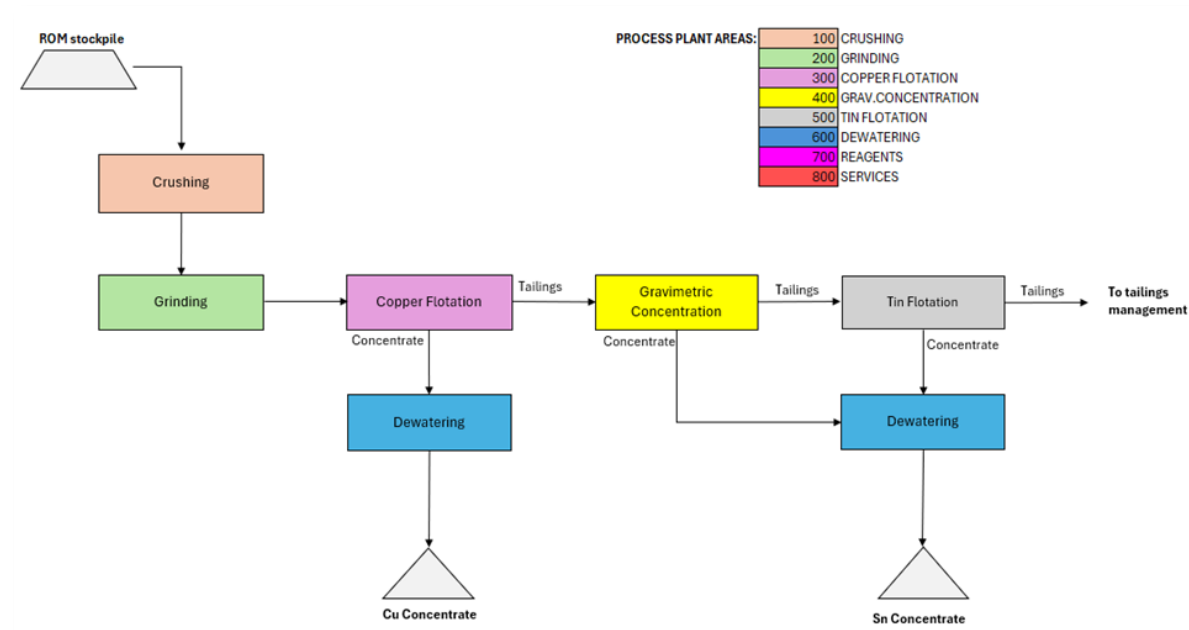 ROM stockpile
PROCESS PLANT AREAS:
100 CRUSHING
200 GRINDING
300 COPPER FLOTATION
400 GRAV.CONCENTRATION
500 TIN FLOTATION
600 DEWATERING
700 REAGENTS
800 SERVICES
Crushing
Grinding
Copper Flotation
Tailings
Gravimetric
Concentration
Tailings
Tin Flotation
Tailings
To tailings
management
Concentrate
Concentrate
Concentrate
Dewatering
Dewatering
Cu Concentrate
Sn Concentrate